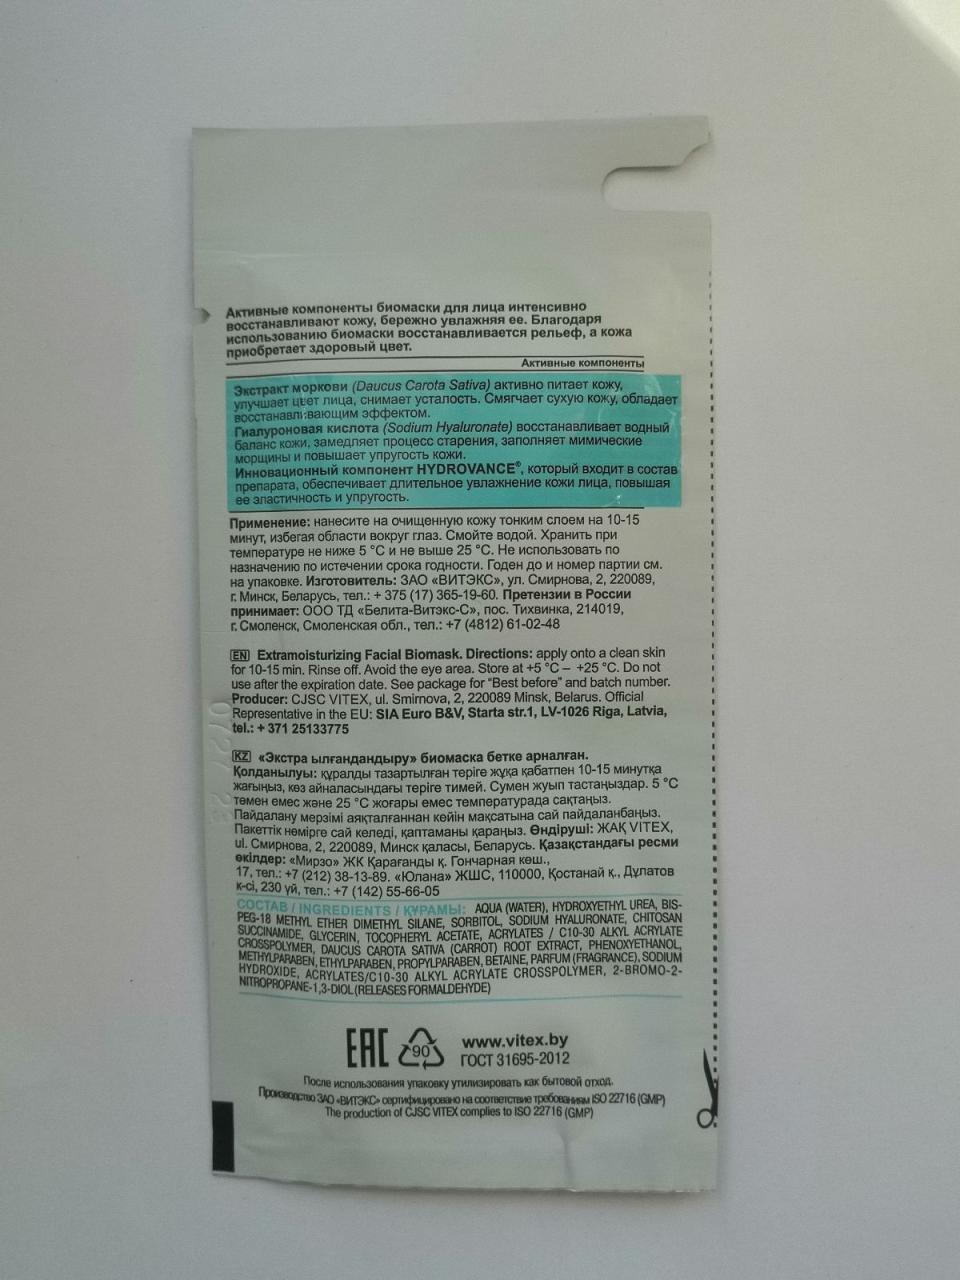 Активные компоненты биомаски для лица интенсивно
восстанавливают кожу, бережно увлажняя ее. Благодаря
использованию биомаски восстанавливается рельеф, а кожа
приобретает здоровый цвет.
Активные компоненты
Экстракт моркови (Daucus Carota Sativa) активно питает кожу,
улучшает цвет лица, снимает усталость. Смягчает сухую кожу, обладает
восстанавливающим эффектом.
Гиалуроновая кислота (Sodium Hyaluronate) восстанавливает водный
баланс кожи, замедляет процесс старения, заполняет мимические
морщины и повышает упругость кожи.
Инновационный компонент HYDROVANCE®, который входит в состав
препарата, обеспечивает длительное увлажнение кожи лица, повышая
ее эластичность и упругость.
Применение: нанесите на очищенную кожу тонким слоем на 10-15
минут, избегая области вокруг глаз. Смойте водой. Хранить при
температуре не ниже 5 °C и не выше 25 °C. Не использовать по
назначению по истечении срока годности. Годен до и номер партии см.
на упаковке. Изготовитель: ЗАО «ВИТЭКС», ул. Смирнова, 2, 220089,
г. Минск, Беларусь, тел.: + 375 (17) 365-19-60. Претензии в России
принимает: ООО ТД «Белита-Витэкс-С», пос. Тихвинка, 214019,
г. Смоленск, Смоленская обл., тел.: +7 (4812) 61-02-48
EN Extramoisturizing Facial Biomask. Directions: apply onto a clean skin
for 10-15 min. Rinse off. Avoid the eye area. Store at +5 °C – +25 °C. Do not
use after the expiration date. See package for "Best before" and batch number.
Producer: CJSC VITEX, ul. Smirnova, 2, 220089 Minsk, Belarus. Official
Representative in the EU: SIA Euro B&V, Starta str.1, LV-1026 Riga, Latvia,
tel.: + 371 25133775
KZ «Экстра ылғандандыру» биомаска бетке арналған.
Қолданылуы: құралды тазартылған теріге жұқа қабатпен 10-15 минутқа
жағыңыз, көз айналасындағы теріге тимей. Сумен жуып тастаңыздар. 5 °C
төмен емес және 25 °C жоғары емес температурада сақтаңыз.
Пайдалану мерзімі аяқталғаннан кейін мақсатына сай пайдаланбаңыз.
Пакеттік нөмірге сай келеді, қаптаманы қараңыз. Өндіруші: ЖАҚ VITEX,
ul. Смирнова, 2, 220089, Минск қаласы, Беларусь. Қазақстандағы ресми
өкілдер: «Мирзо» ЖК Қарағанды қ. Гончарная көш.,
17, тел.: +7 (212) 38-13-89. «Юлана» ЖШС, 110000, Қостанай қ., Дулатов
к-сі, 230 үй, тел.: +7 (142) 55-66-05
СОСТАВ / INGREDIENTS / ҚҰРАМЫ: AQUA (WATER), HYDROXYETHYL UREA, BIS-
PEG-18 METHYL ETHER DIMETHYL SILANE, SORBITOL, SODIUM HYALURONATE, CHITOSAN
SUCCINAMIDE, GLYCERIN, TOCOPHERYL ACETATE, ACRYLATES / C10-30 ALKYL ACRYLATE
CROSSPOLYMER, DAUCUS CAROTA SATIVA (CARROT) ROOT EXTRACT, PHENOXYETHANOL,
METHYLPARABEN, ETHYLPARABEN, PROPYLPARABEN, BETAINE, PARFUM (FRAGRANCE), SODIUM
HYDROXIDE, ACRYLATES/C10-30 ALKYL ACRYLATE CROSSPOLYMER, 2-BROMO-2-
NITROPROPANE-1,3-DIOL (RELEASES FORMALDEHYDE)
EAC
90
www.vitex.by
ГОСТ 31695-2012
После использования упаковку утилизировать как бытовой отход.
Производство ЗАО «ВИТЭКС» сертифицировано на соответствие требованиям ISO 22716 (GMP)
The production of CJSC VITEX complies to ISO 22716 (GMP)